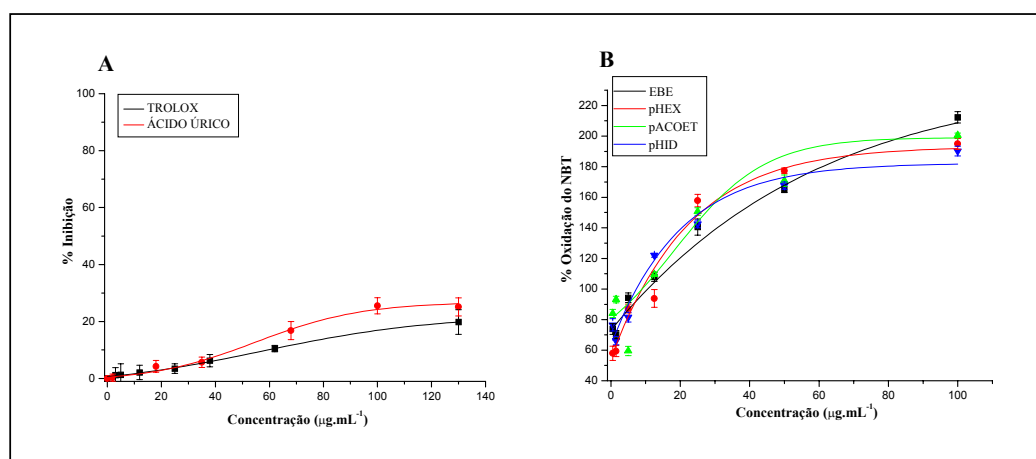 A
TROLOX
ÁCIDO ÚRICO
% Inibição
100
80
60
40
20
0
0 20 40 60 80 100 120 140
Concentração (µg.mL⁻¹)
B
EBE
pHEX
pACOET
pHID
% Oxidação do NBT
220
200
180
160
140
120
100
80
60
40
0 20 40 60 80 100
Concentração (µg.mL⁻¹)